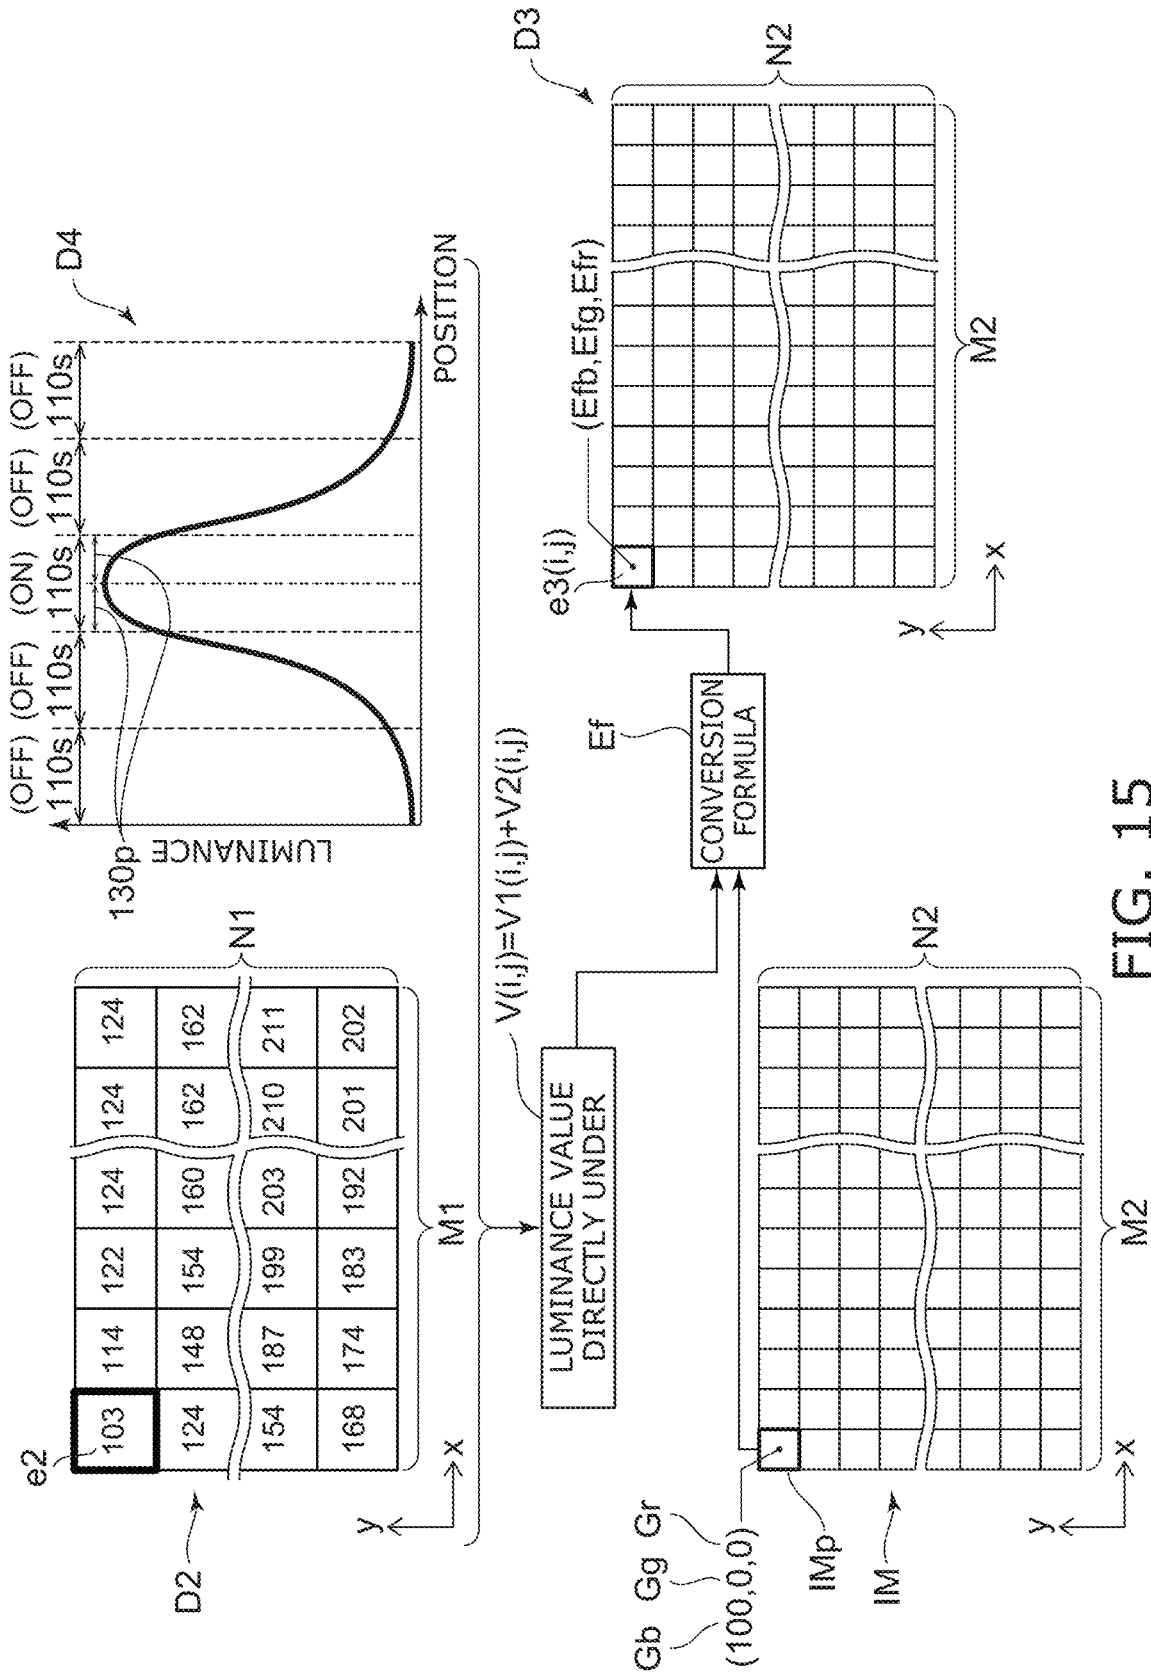 e2
103 114 122 124 124 124
124 148 154 160 162 162
154 187 199 203 210 211
168 174 183 192 201 202
N1
M1
D2
y
x
D4
(OFF) (OFF) (ON) (OFF) (OFF)
110s 110s 110s 110s 110s
LUMINANCE
130p
POSITION
LUMINANCE VALUE
DIRECTLY UNDER
V(i,j)=V1(i,j)+V2(i,j)
Gb Gg Gr
(100,0,0)
IMp
IM
N2
M2
y
x
Ef
CONVERSION
FORMULA
D3
e3(i,j)
(Efb,Efg,Efr)
N2
M2
y
x
FIG. 15